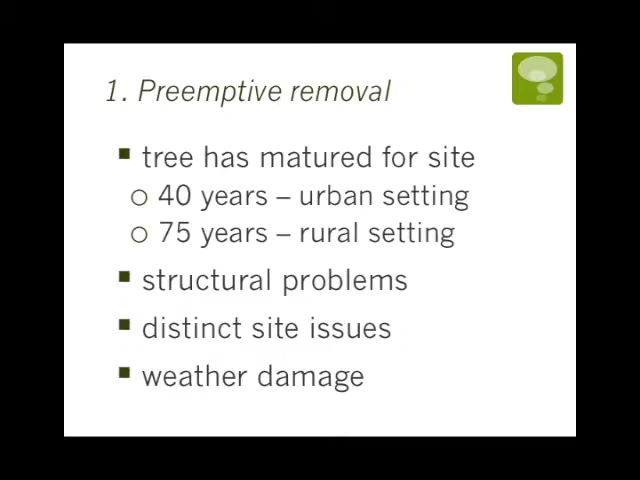 1. Preemptive removal
▪ tree has matured for site
○ 40 years – urban setting
○ 75 years – rural setting
▪ structural problems
▪ distinct site issues
▪ weather damage